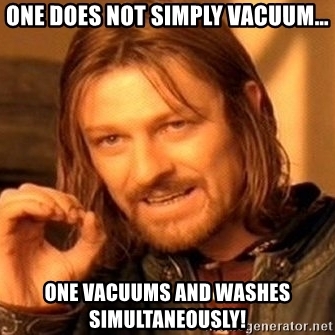 ONE DOES NOT SIMPLY VACUUM...
ONE VACUUMS AND WASHES
SIMULTANEOUSLY!
generator.net